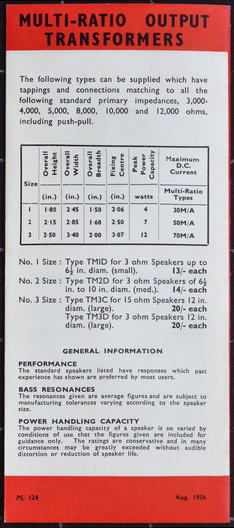 MULTI-RATIO OUTPUT
TRANSFORMERS
The following types can be supplied which have
tappings and connections matching to all the
following standard primary impedances, 3,000-
4,000, 5,000, 8,000, 10,000 and 12,000 ohms,
including push-pull.
Size Overall Height Overall Width Overall Breadth Fixing Centre Peak Power Capacity Maximum D.C. Current
(in.) (in.) (in.) (in.) watts Multi-Ratio Types
1 1·80 2·45 1·50 2·06 4 30M/A
2 2·15 2·85 1·60 2·50 7 50M/A
3 2·50 3·40 2·00 3·07 12 70M/A
No. 1 Size : Type TM1D for 3 ohm Speakers up to
6½ in. diam. (small). 13/- each
No. 2 Size : Type TM2D for 3 ohm Speakers of 6½
in. to 10 in. diam. (med.). 14/- each
No. 3 Size : Type TM3C for 15 ohm Speakers 12 in.
diam. (large). 20/- each
Type TM3D for 3 ohm Speakers 12 in.
diam. (large). 20/- each
GENERAL INFORMATION
PERFORMANCE
The standard speakers listed have responses which past
experience has shown are preferred by most users.
BASS RESONANCES
The resonances given are average figures and are subject to
manufacturing tolerances varying according to the speaker
size.
POWER HANDLING CAPACITY
The power handling capacity of a speaker is so varied by
conditions of use that the figures given are included for
guidance only. The ratings are conservative and in many
circumstances may be greatly exceeded without audible
distortion or reduction of speaker life.
PS. 124 Aug. 1956